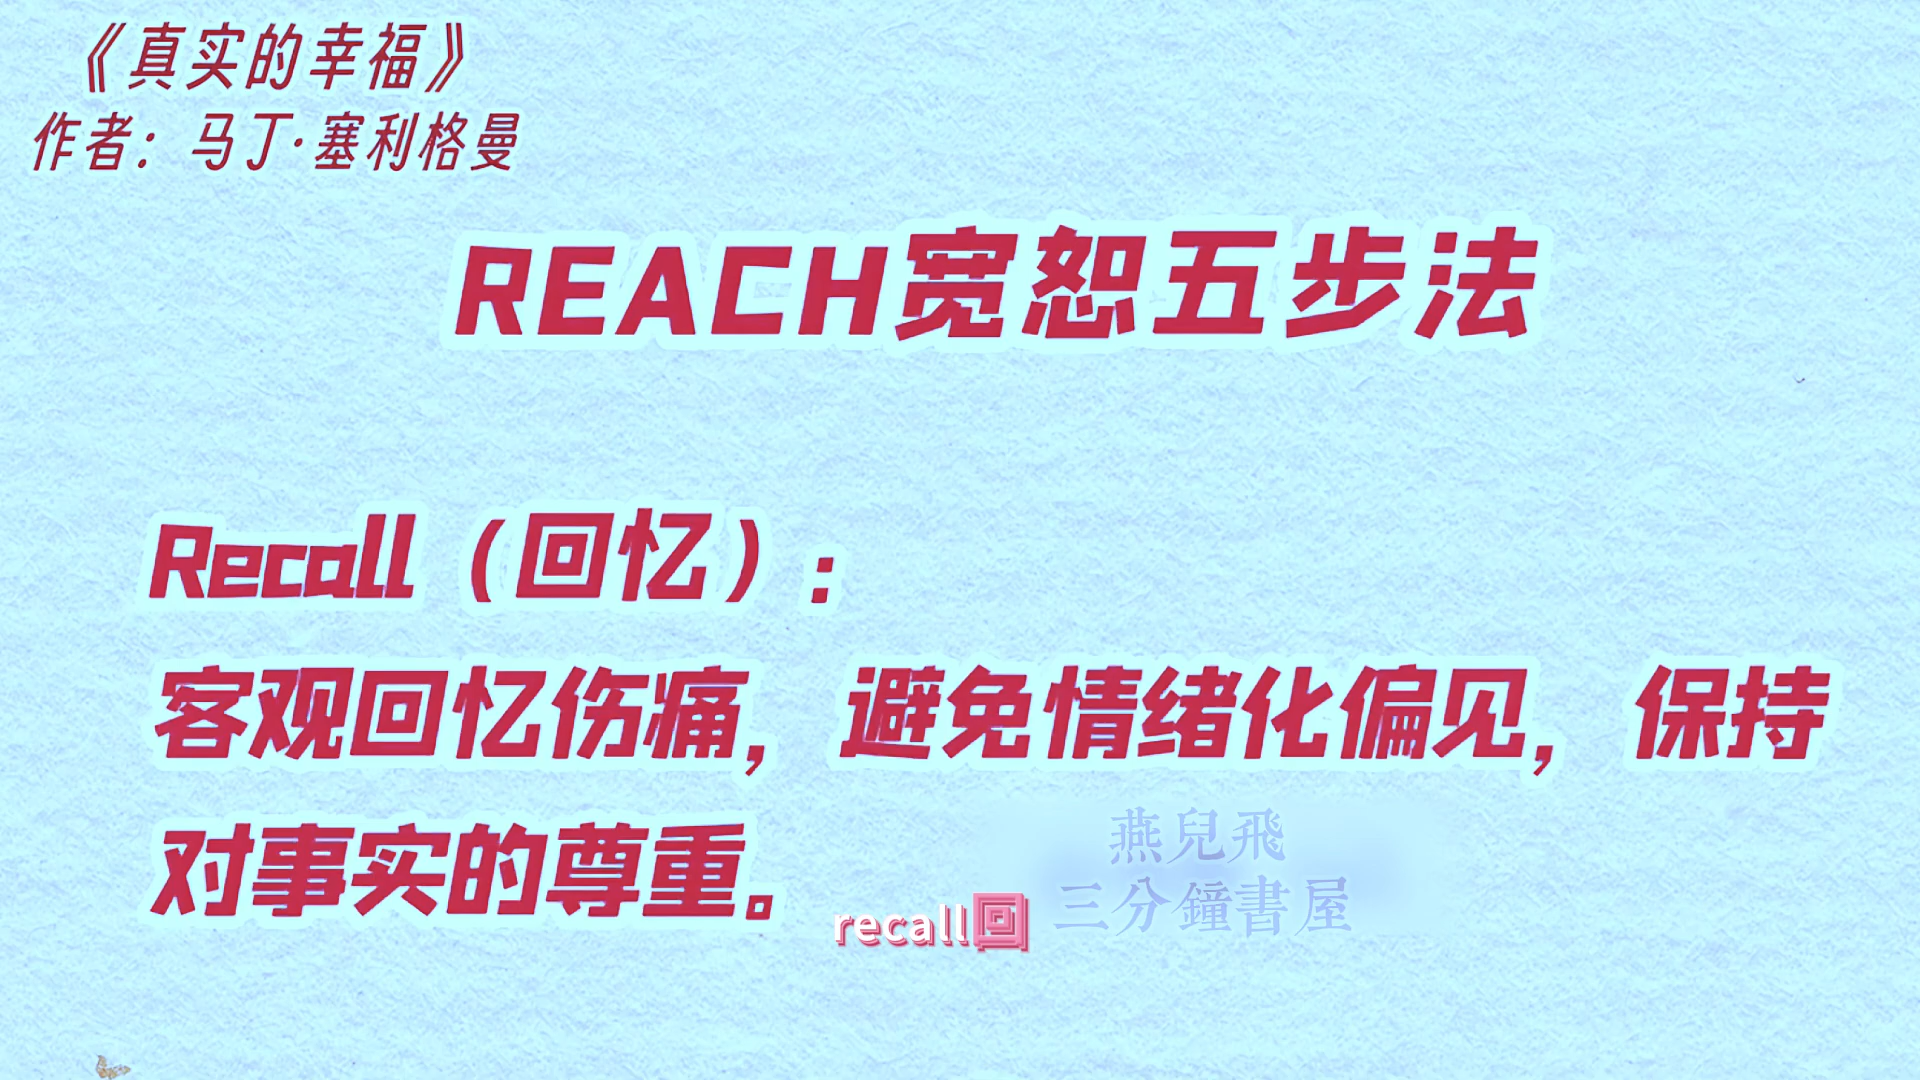 《真实的幸福》
作者：马丁·塞利格曼
REACH宽恕五步法
Recall（回忆）：
客观回忆伤痛，避免情绪化偏见，保持
对事实的尊重。
燕兒飛
三分鐘書屋
recall回